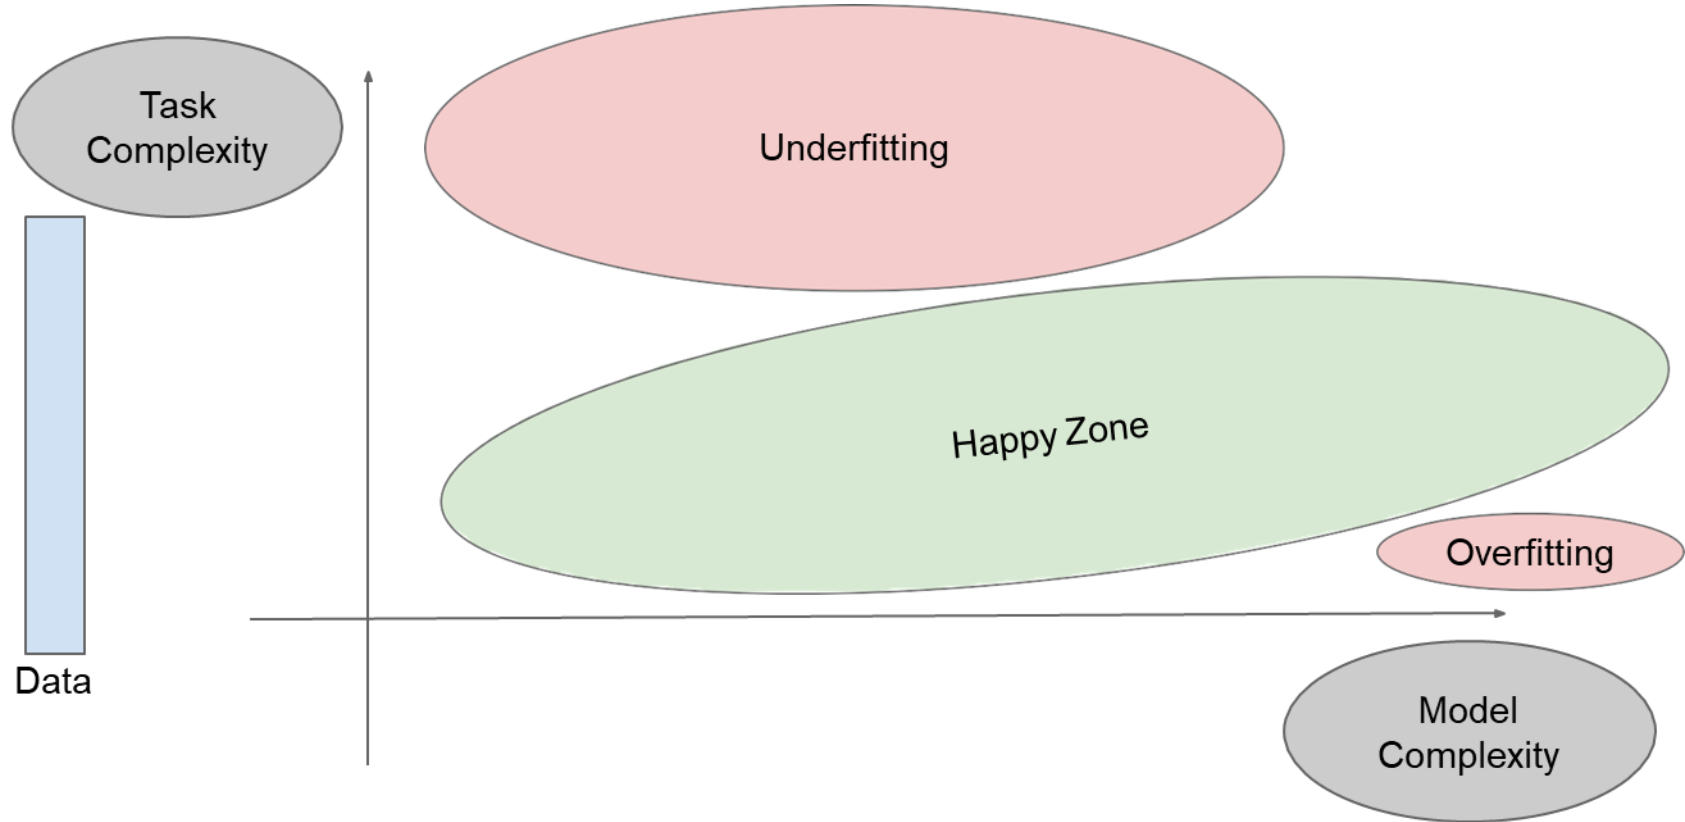 Task
Complexity
Underfitting
Happy Zone
Overfitting
Data
Model
Complexity